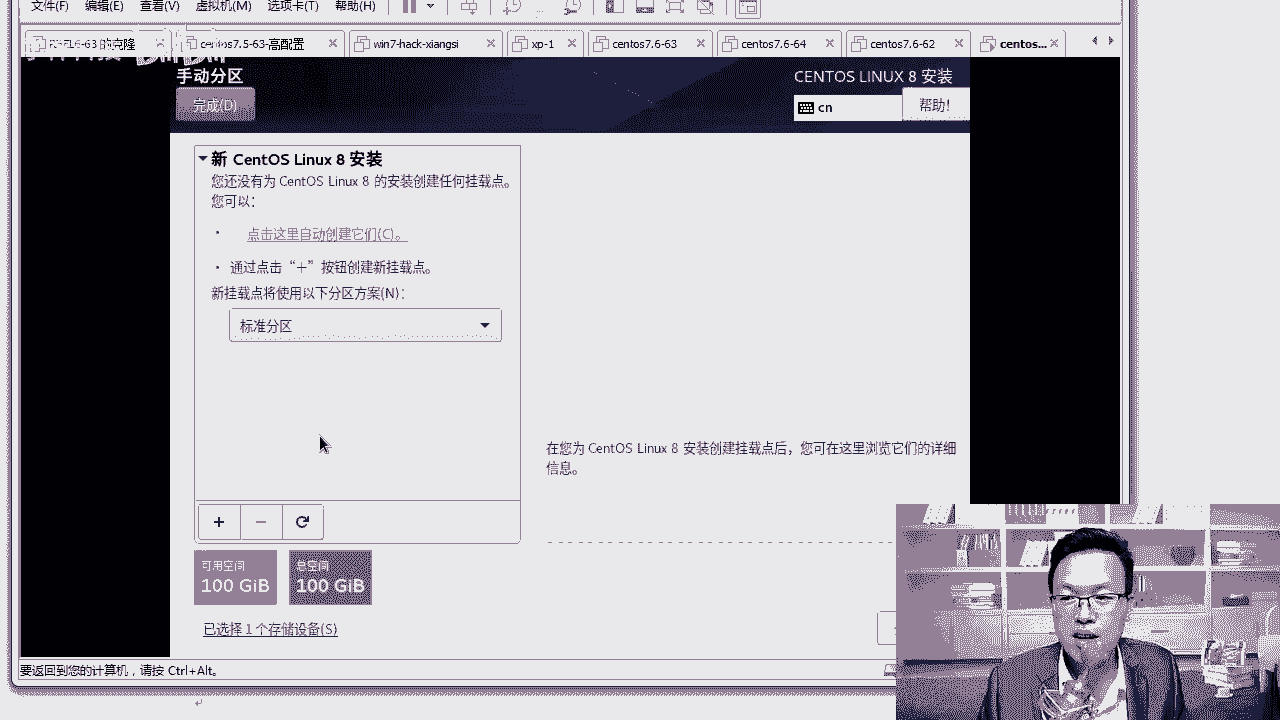 文件(F) 编辑(E) 查看(V) 虚拟机(M) 选项卡(T) 帮助(H)
的克隆 centos7.5-63-高配置 win7-hack-xiangsi xp-1 centos7.6-63 centos7.6-64 centos7.6-62 centos...
手动分区
完成(D)
CENTOS LINUX 8 安装
cn
帮助!
新 CentOS Linux 8 安装
您还没有为 CentOS Linux 8 的安装创建任何挂载点。
您可以:
• 点击这里自动创建它们(C)。
• 通过点击“+”按钮创建新挂载点。
新挂载点将使用以下分区方案(N):
标准分区
在您为 CentOS Linux 8 安装创建挂载点后，您可在这里浏览它们的详细
信息。
+ −
可用空间
100 GiB
总空间
100 GiB
已选择 1 个存储设备(S)
要返回到您的计算机，请按 Ctrl+Alt。